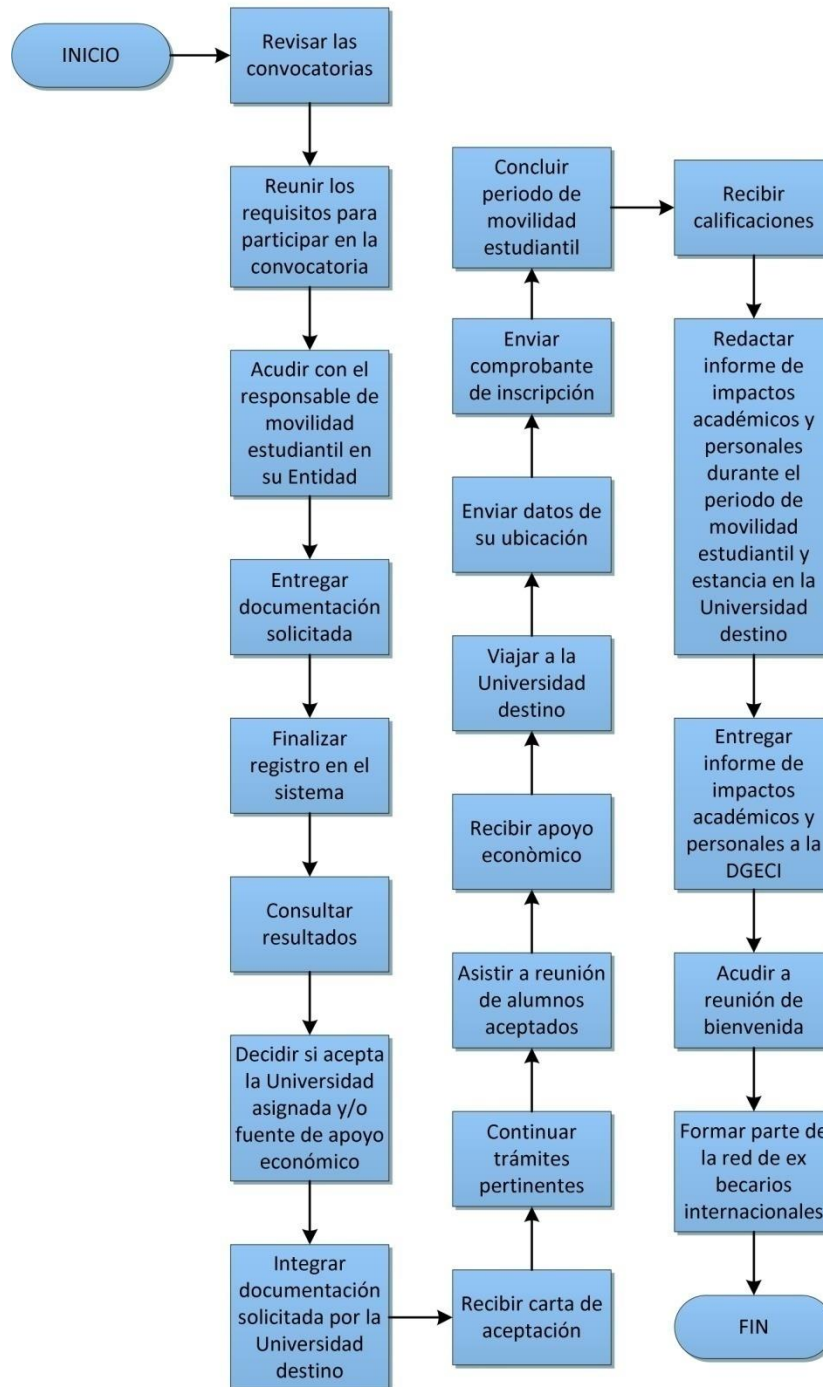 INICIO
Revisar las
convocatorias
Reunir los
requisitos para
participar en la
convocatoria
Acudir con el
responsable de
movilidad
estudiantil en
su Entidad
Entregar
documentación
solicitada
Finalizar
registro en el
sistema
Consultar
resultados
Decidir si acepta
la Universidad
asignada y/o
fuente de apoyo
económico
Integrar
documentación
solicitada por la
Universidad
destino
Recibir carta de
aceptación
Continuar
trámites
pertinentes
Asistir a reunión
de alumnos
aceptados
Recibir apoyo
econòmico
Viajar a la
Universidad
destino
Enviar datos de
su ubicación
Enviar
comprobante
de inscripción
Concluir
periodo de
movilidad
estudiantil
Recibir
calificaciones
Redactar
informe de
impactos
académicos y
personales
durante el
periodo de
movilidad
estudiantil y
estancia en la
Universidad
destino
Entregar
informe de
impactos
académicos y
personales a la
DGECI
Acudir a
reunión de
bienvenida
Formar parte de
la red de ex
becarios
internacionales
FIN